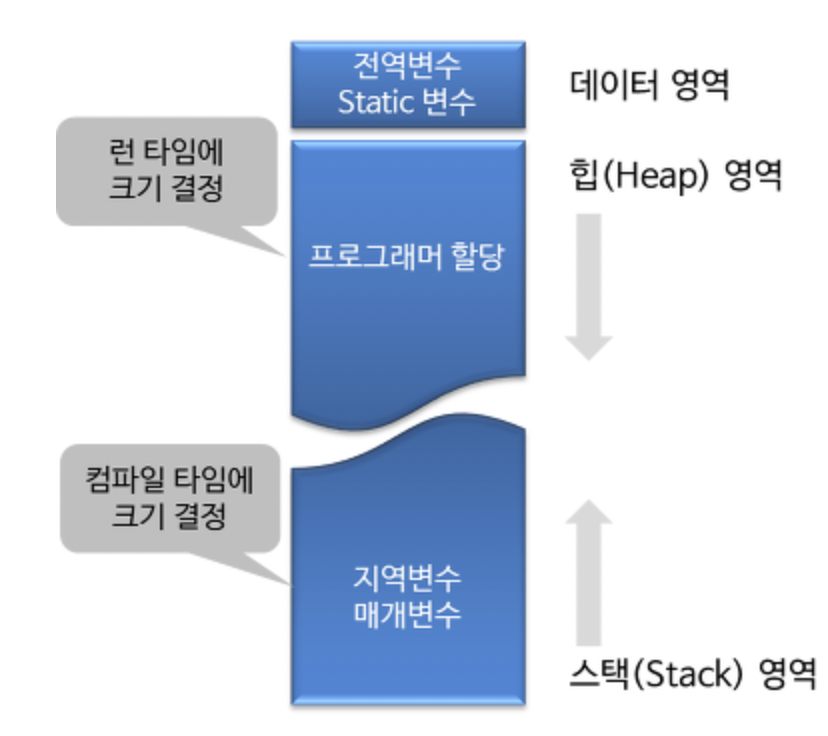 전역변수
Static 변수
데이터 영역
런 타임에
크기 결정
힙(Heap) 영역
프로그래머 할당
컴파일 타임에
크기 결정
지역변수
매개변수
스택(Stack) 영역